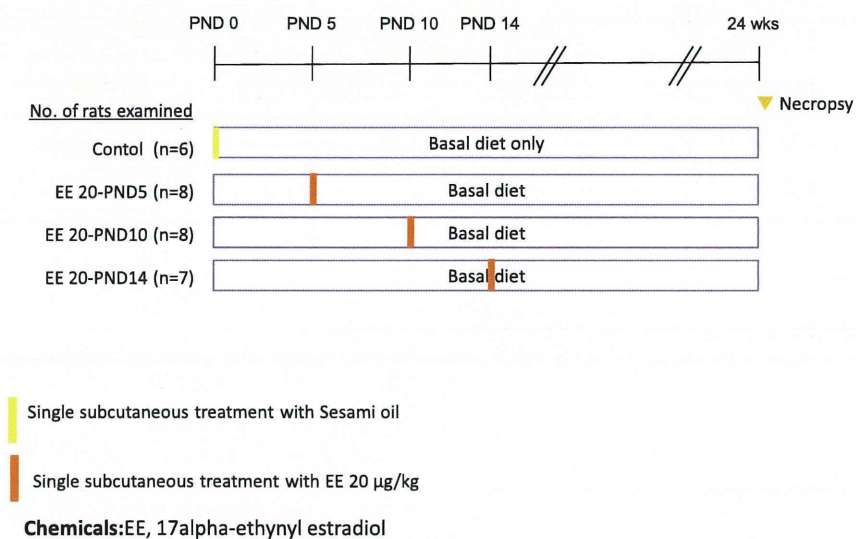 PND 0 PND 5 PND 10 PND 14 24 wks
Necropsy
No. of rats examined
Contol (n=6) Basal diet only
EE 20-PND5 (n=8) Basal diet
EE 20-PND10 (n=8) Basal diet
EE 20-PND14 (n=7) Basal diet
Single subcutaneous treatment with Sesami oil
Single subcutaneous treatment with EE 20 μg/kg
Chemicals:EE, 17alpha-ethynyl estradiol